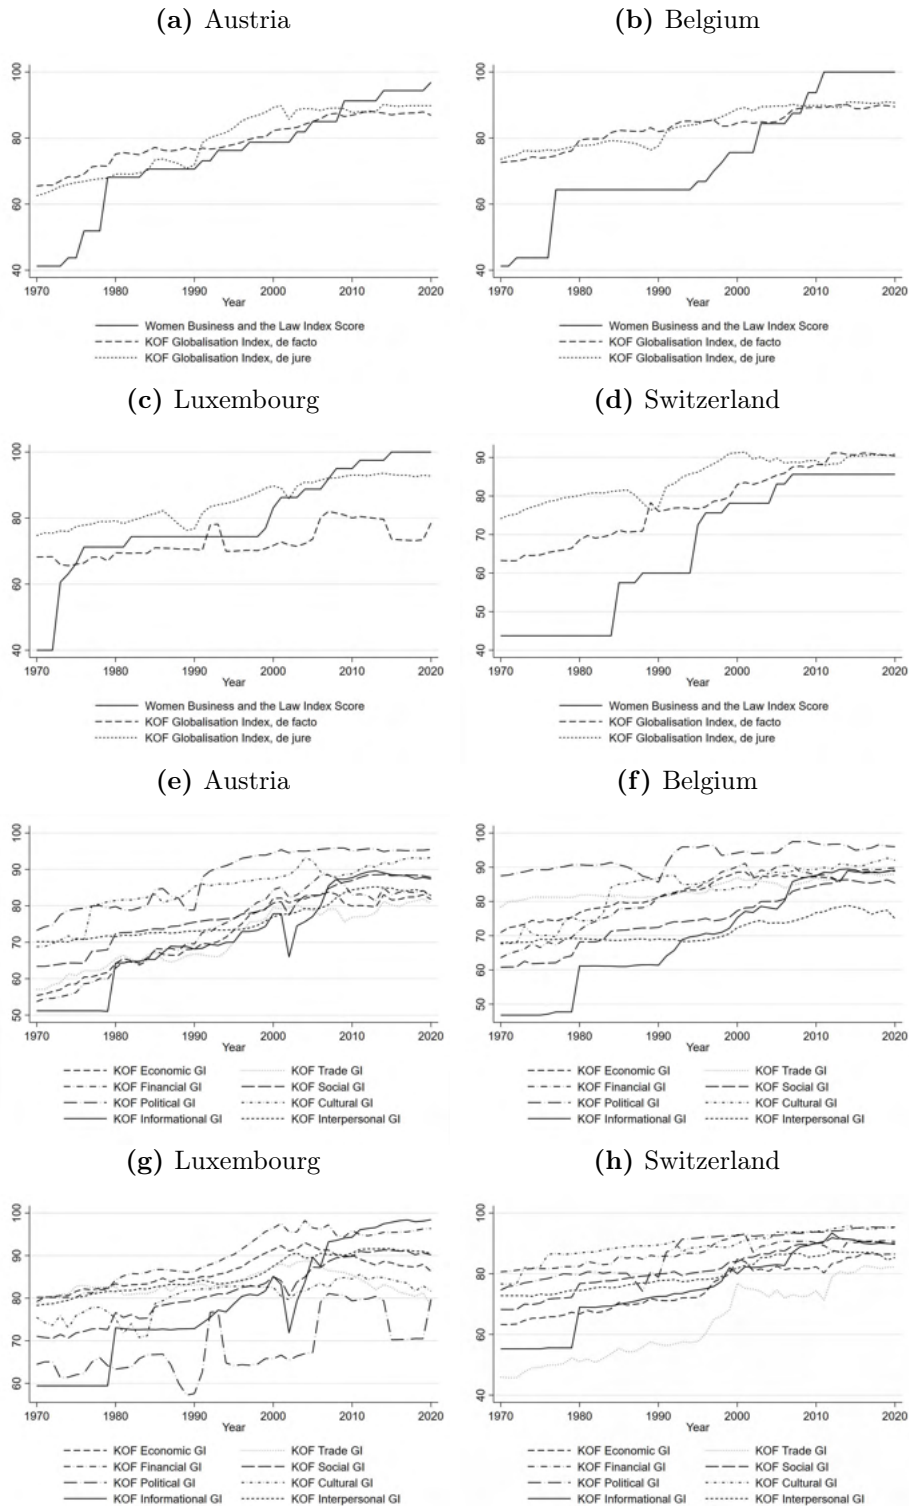 (a) Austria
(b) Belgium
100
80
60
40
1970 1980 1990 2000 2010 2020
Year
Women Business and the Law Index Score
KOF Globalisation Index, de facto
KOF Globalisation Index, de jure
100
80
60
40
1970 1980 1990 2000 2010 2020
Year
Women Business and the Law Index Score
KOF Globalisation Index, de facto
KOF Globalisation Index, de jure
(c) Luxembourg
(d) Switzerland
100
80
60
40
1970 1980 1990 2000 2010 2020
Year
Women Business and the Law Index Score
KOF Globalisation Index, de facto
KOF Globalisation Index, de jure
90
80
70
60
50
40
1970 1980 1990 2000 2010 2020
Year
Women Business and the Law Index Score
KOF Globalisation Index, de facto
KOF Globalisation Index, de jure
(e) Austria
(f) Belgium
100
90
80
70
60
50
1970 1980 1990 2000 2010 2020
Year
KOF Economic GI KOF Trade GI
KOF Financial GI KOF Social GI
KOF Political GI KOF Cultural GI
KOF Informational GI KOF Interpersonal GI
100
90
80
70
60
50
1970 1980 1990 2000 2010 2020
Year
KOF Economic GI KOF Trade GI
KOF Financial GI KOF Social GI
KOF Political GI KOF Cultural GI
KOF Informational GI KOF Interpersonal GI
(g) Luxembourg
(h) Switzerland
100
90
80
70
60
1970 1980 1990 2000 2010 2020
Year
KOF Economic GI KOF Trade GI
KOF Financial GI KOF Social GI
KOF Political GI KOF Cultural GI
KOF Informational GI KOF Interpersonal GI
100
80
60
40
1970 1980 1990 2000 2010 2020
Year
KOF Economic GI KOF Trade GI
KOF Financial GI KOF Social GI
KOF Political GI KOF Cultural GI
KOF Informational GI KOF Interpersonal GI